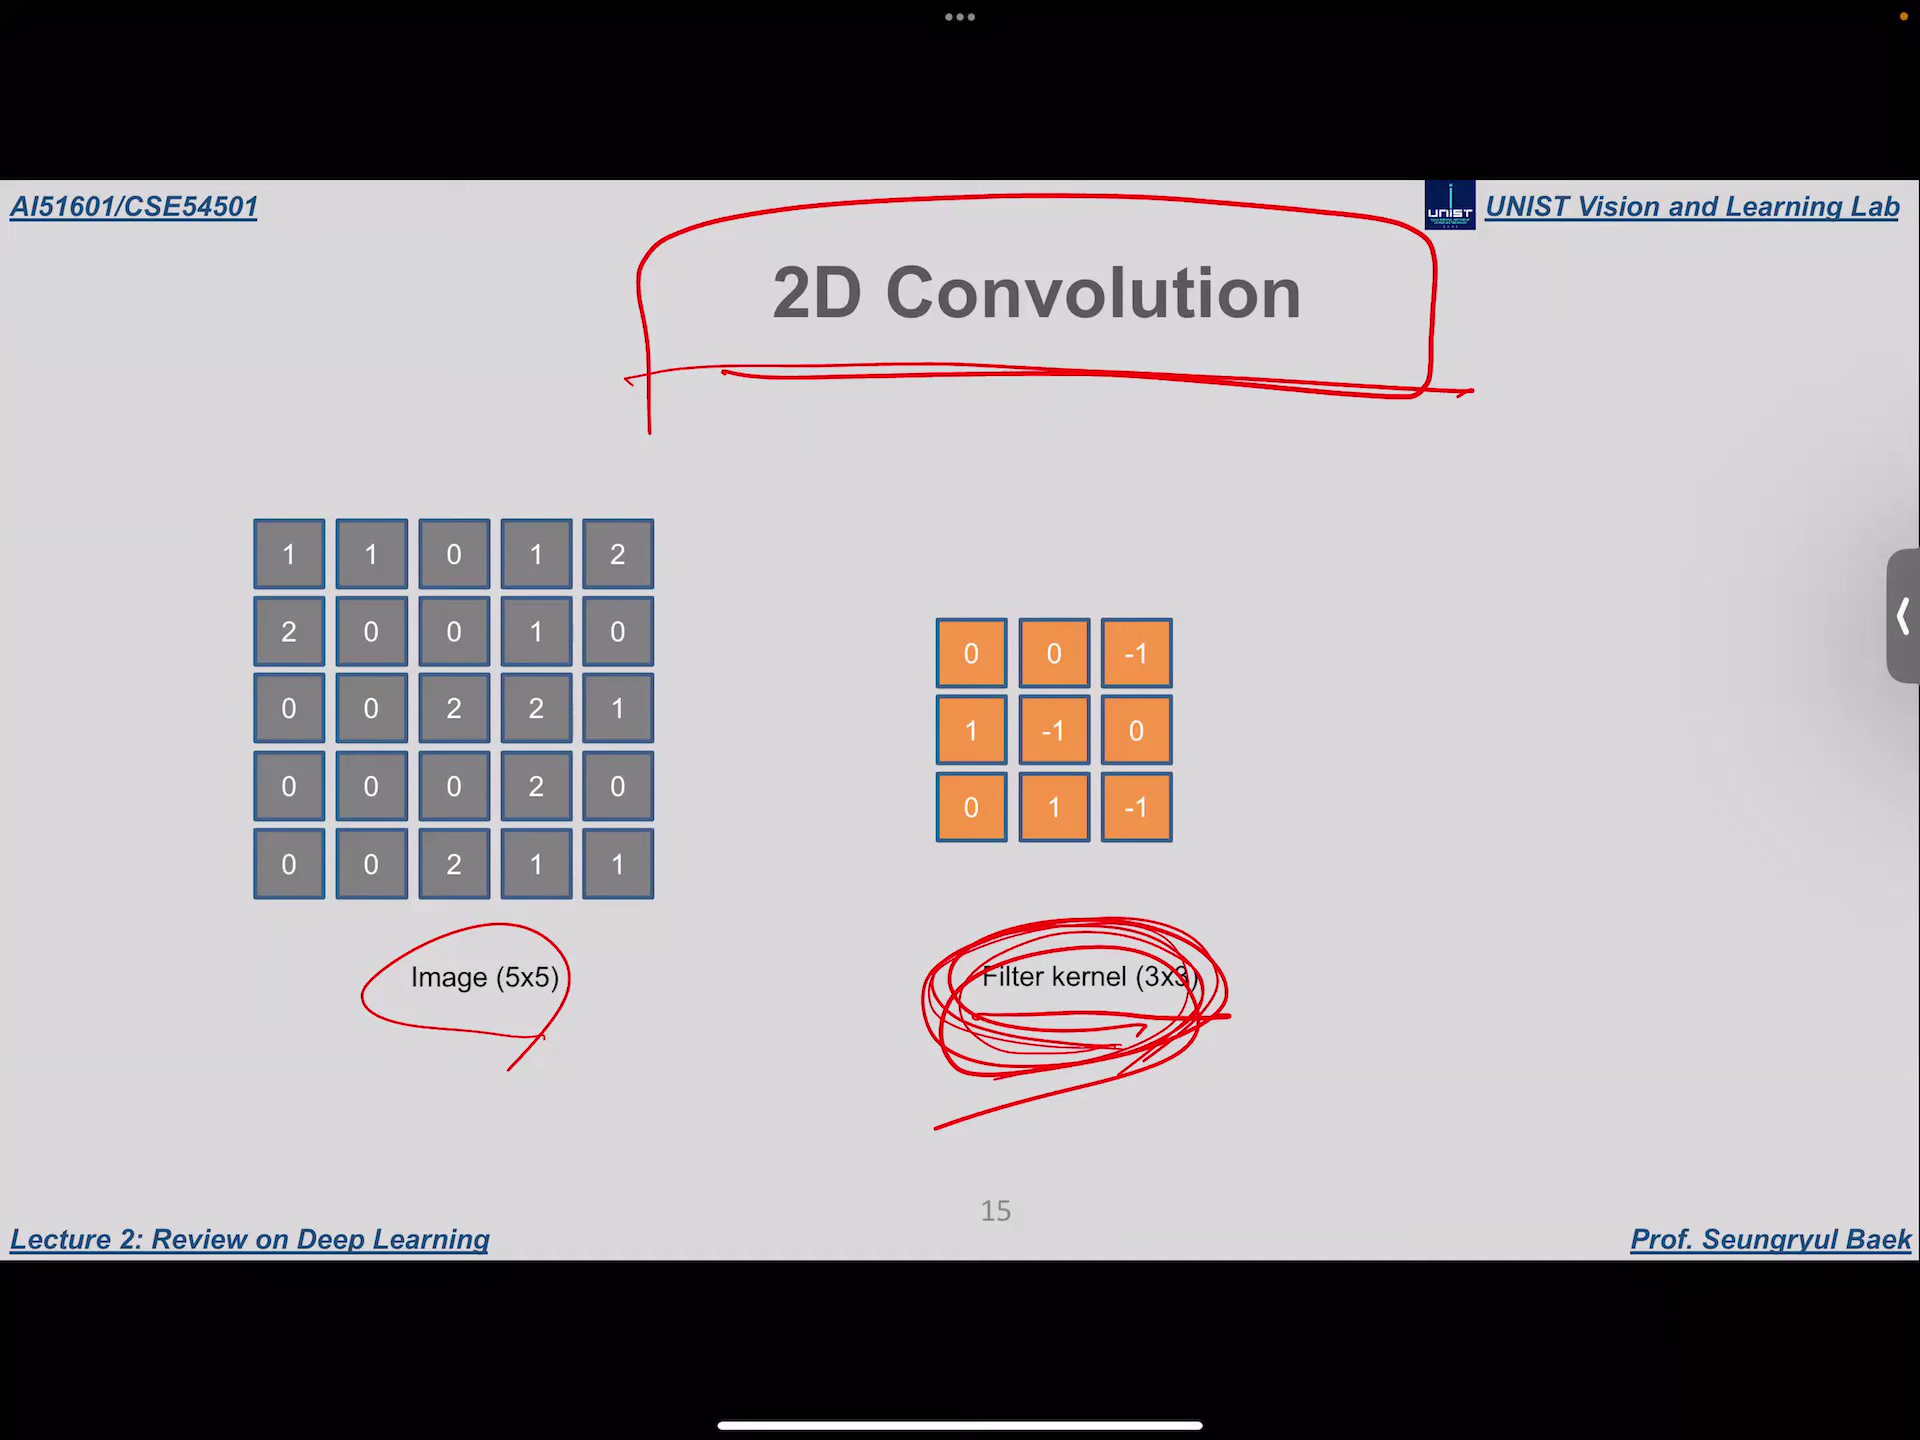 AI51601/CSE54501
UNIST
UNIST Vision and Learning Lab
2D Convolution
1 1 0 1 2
2 0 0 1 0
0 0 2 2 1
0 0 0 2 0
0 0 2 1 1
0 0 -1
1 -1 0
0 1 -1
Image (5x5)
Filter kernel (3x3)
15
Lecture 2: Review on Deep Learning
Prof. Seungryul Baek